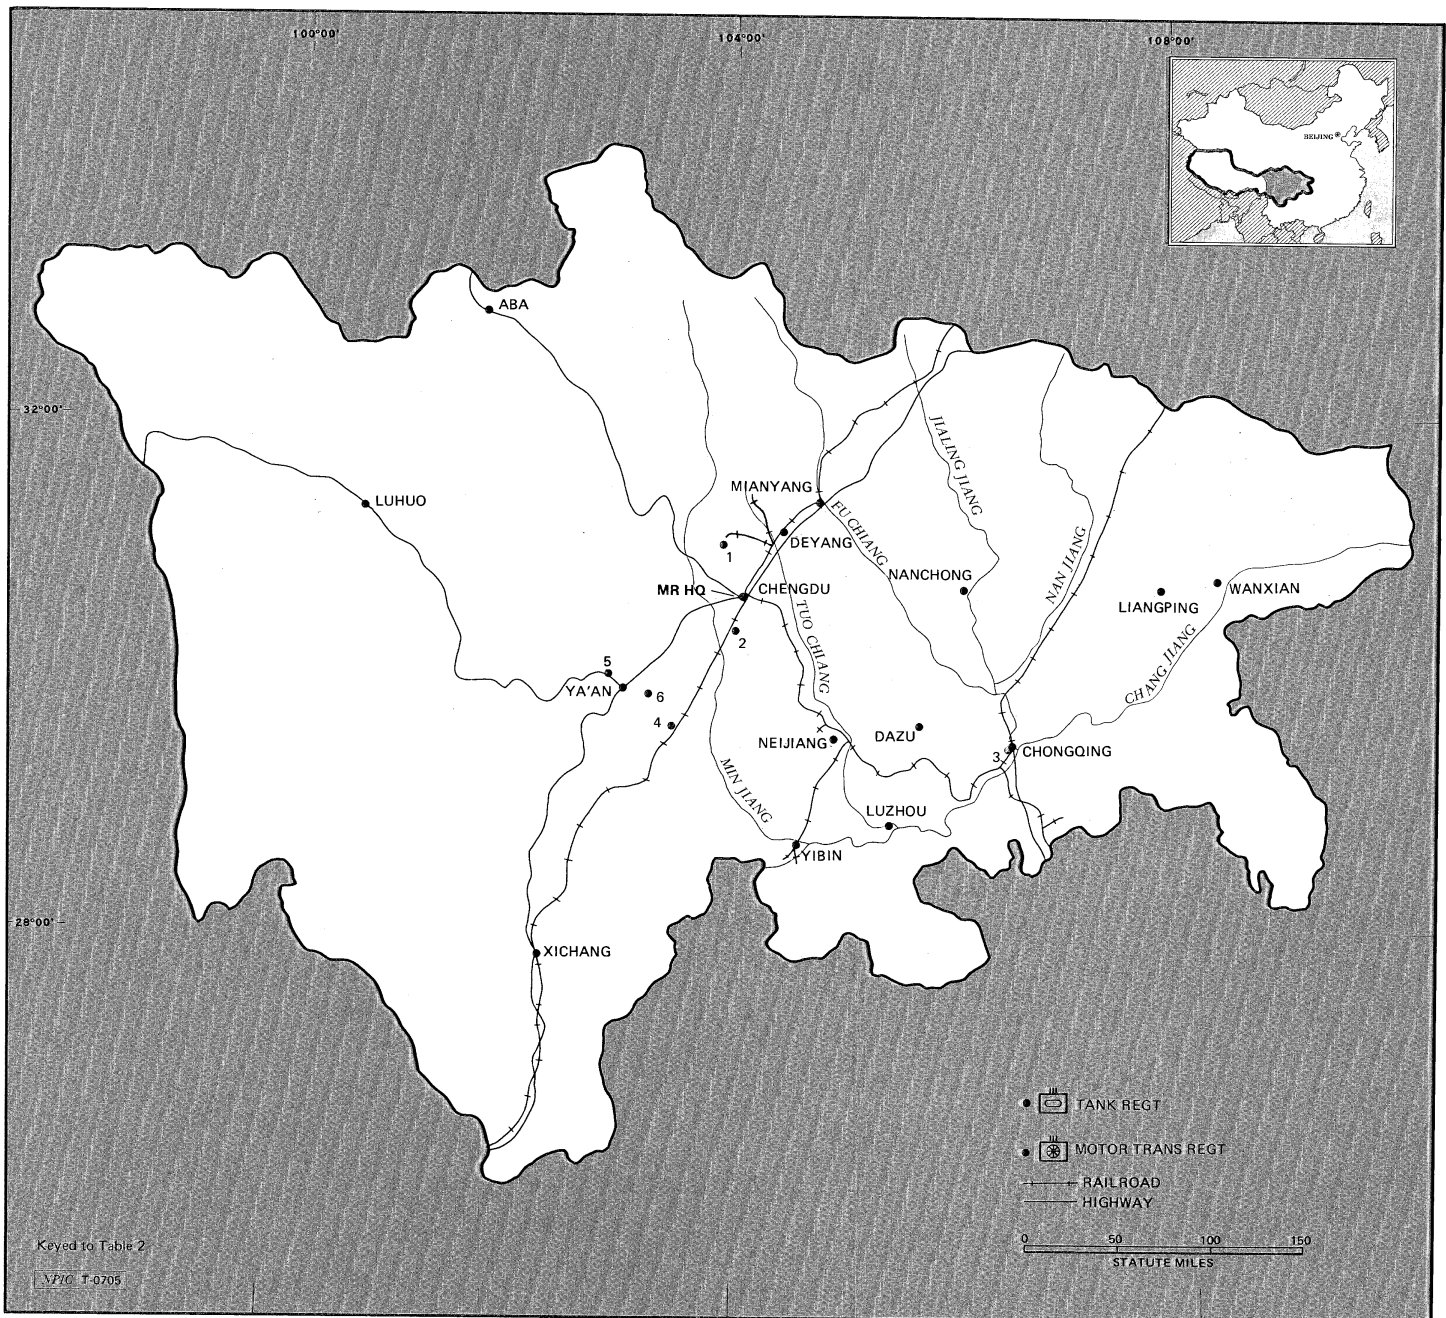 100°00'
104°00'
108°00'
BEIJING
ABA
32°00'
JIALING JIANG
MIANYANG
LUHUO
FU CHIANG
DEYANG
1
NAN JIANG
NANCHONG
MR HQ
CHENGDU
WANXIAN
LIANGPING
TUO CHIANG
2
CHANG JIANG
5
YA'AN
6
4
DAZU
NEIJIANG
3
CHONGQING
MIN JIANG
LUZHOU
YIBIN
28°00'
XICHANG
TANK REGT
MOTOR TRANS REGT
RAILROAD
HIGHWAY
0 50 100 150
STATUTE MILES
Keyed to Table 2
NPIC T-0705